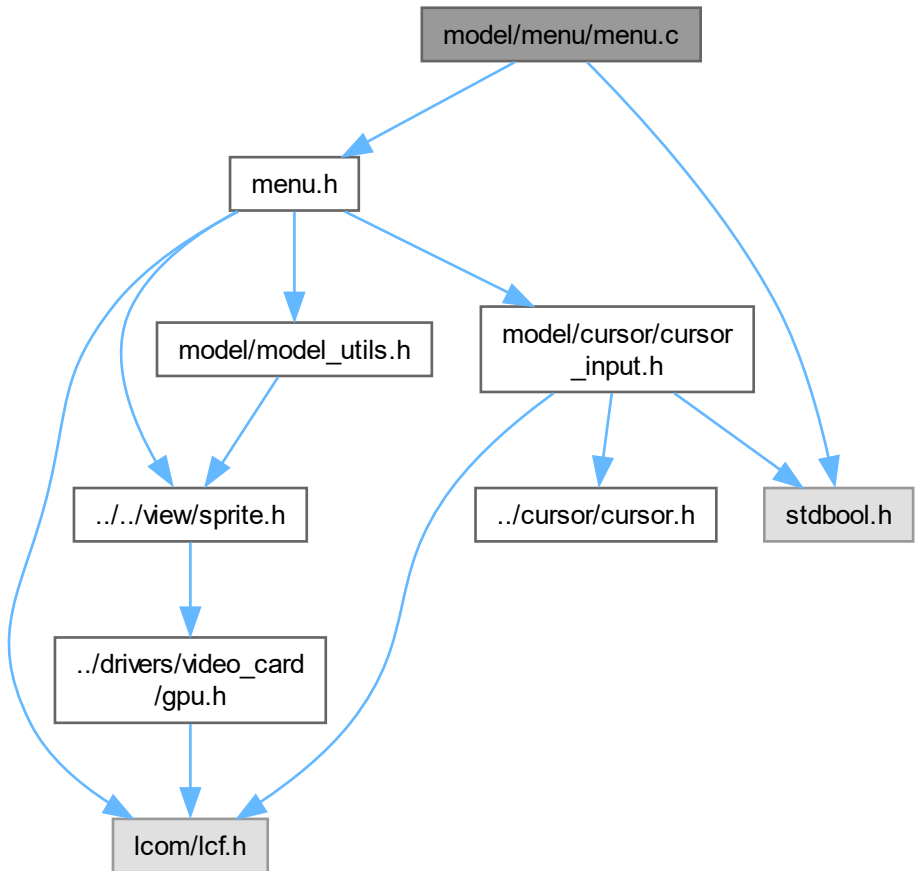 model/menu/menu.c
menu.h
model/model_utils.h
model/cursor/cursor
_input.h
../../view/sprite.h
../cursor/cursor.h
stdbool.h
../drivers/video_card
/gpu.h
lcom/lcf.h